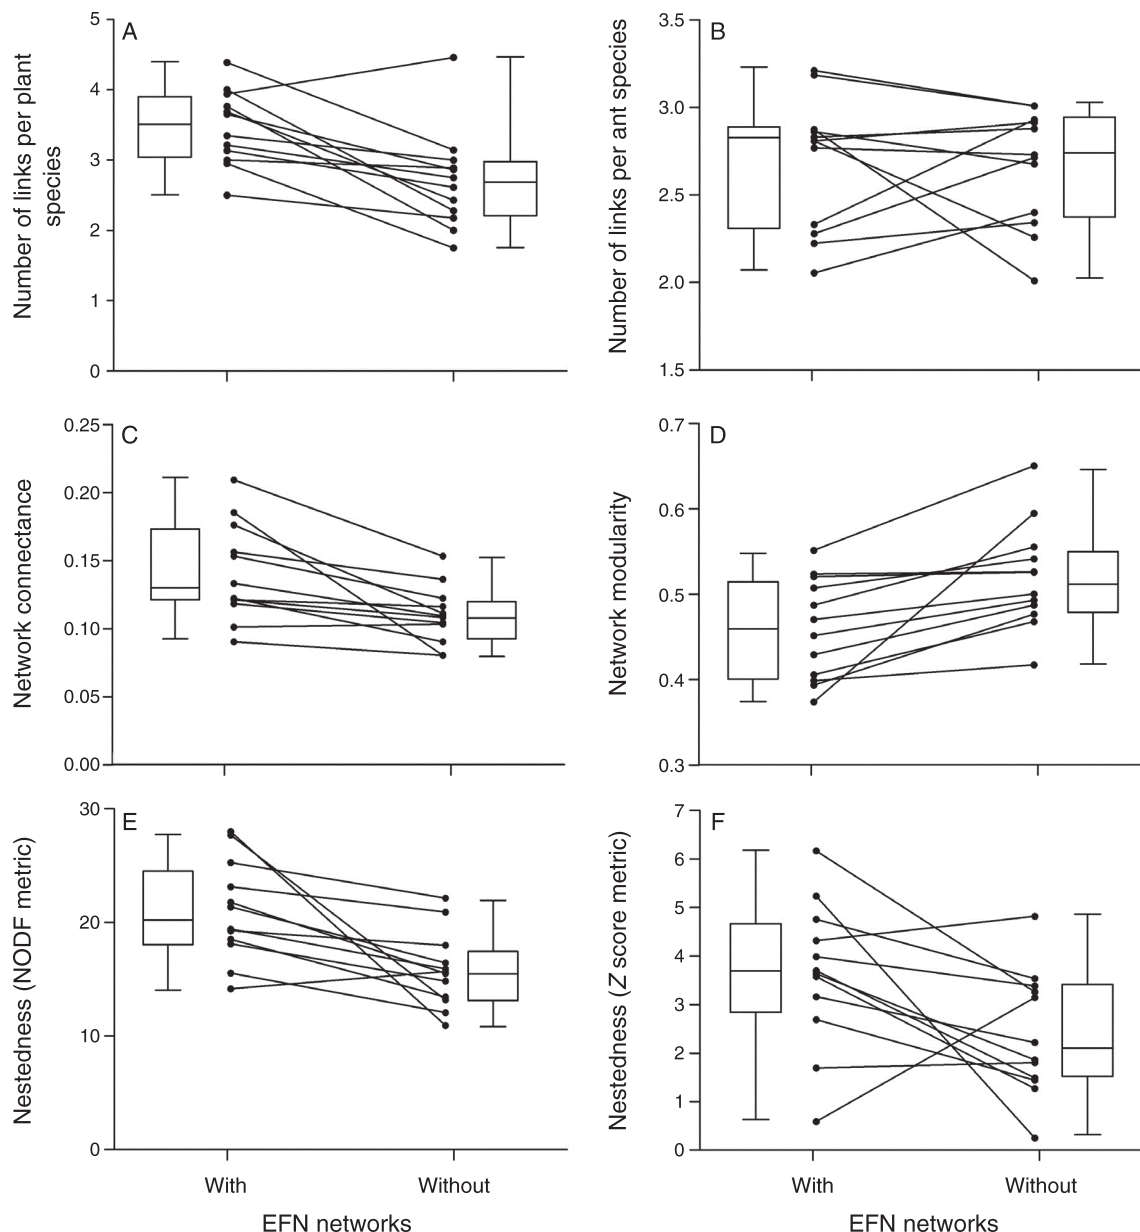 A
Number of links per plant
species
5
4
3
2
1
0
B
Number of links per ant species
3.5
3.0
2.5
2.0
1.5
C
Network connectance
0.25
0.20
0.15
0.10
0.05
0.00
D
Network modularity
0.7
0.6
0.5
0.4
0.3
E
Nestedness (NODF metric)
30
20
10
0
With Without
EFN networks
F
Nestedness (Z score metric)
7
6
5
4
3
2
1
0
With Without
EFN networks